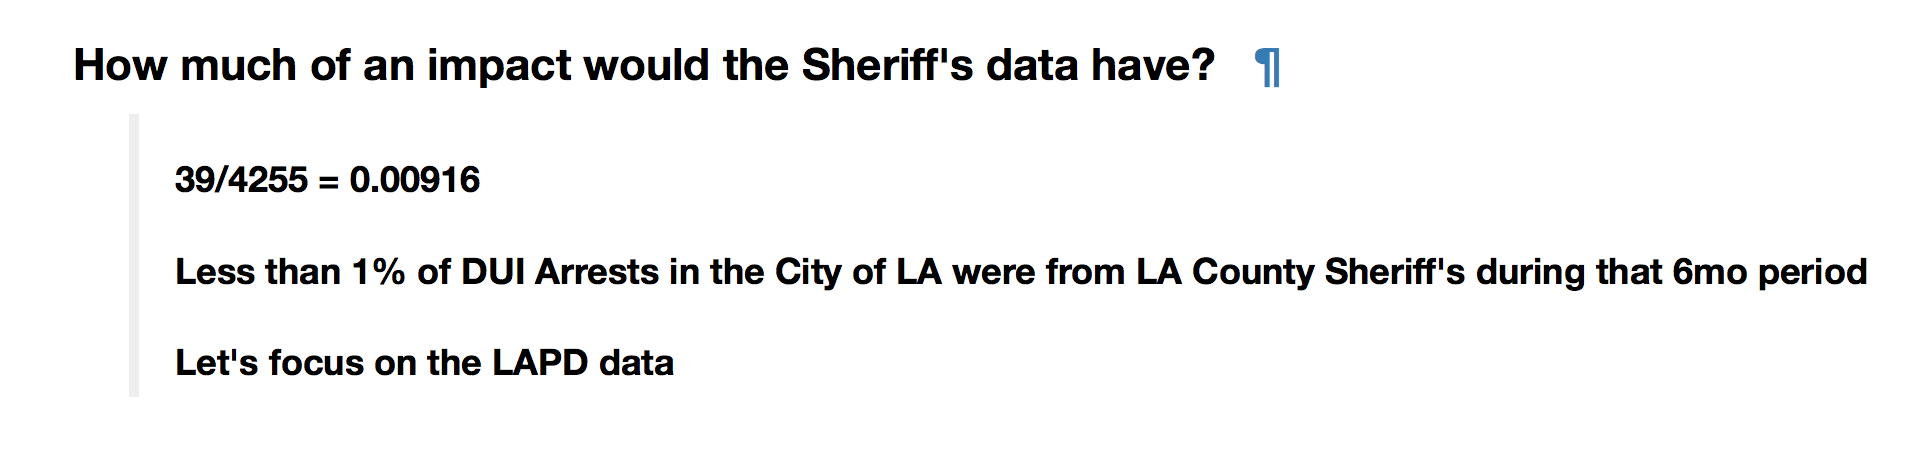 How much of an impact would the Sheriff's data have? ¶
39/4255 = 0.00916
Less than 1% of DUI Arrests in the City of LA were from LA County Sheriff's during that 6mo period
Let's focus on the LAPD data